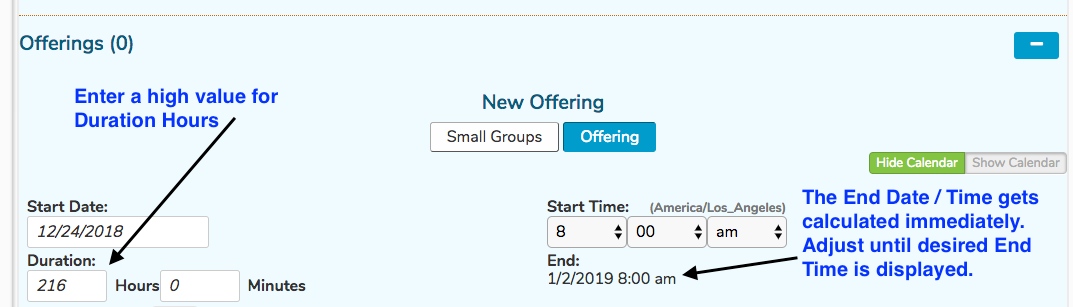 Offerings (0)
Enter a high value for
Duration Hours
New Offering
Small Groups Offering
Hide Calendar Show Calendar
Start Date:
12/24/2018
Start Time: (America/Los_Angeles)
8 00 am
The End Date / Time gets
calculated immediately.
Adjust until desired End
Time is displayed.
Duration:
216 Hours 0 Minutes
End:
1/2/2019 8:00 am